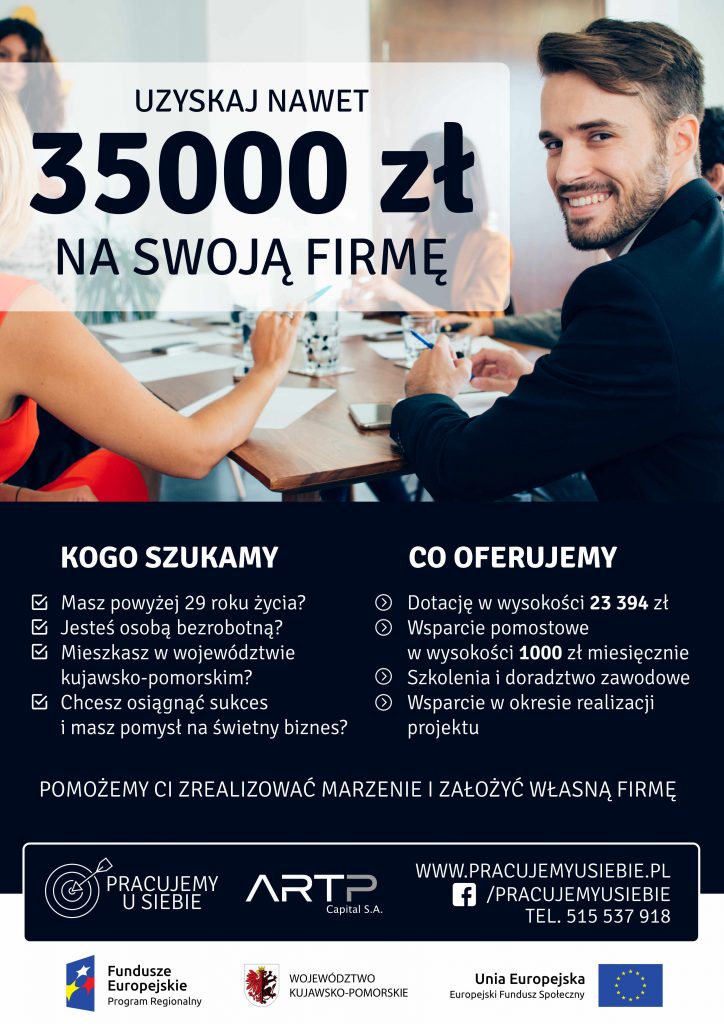 UZYSKAJ NAWET
35000 zł
NA SWOJĄ FIRMĘ
KOGO SZUKAMY
Masz powyżej 29 roku życia?
Jesteś osobą bezrobotną?
Mieszkasz w województwie
kujawsko-pomorskim?
Chcesz osiągnąć sukces
i masz pomysł na świetny biznes?
CO OFERUJEMY
Dotację w wysokości 23 394 zł
Wsparcie pomostowe
w wysokości 1000 zł miesięcznie
Szkolenia i doradztwo zawodowe
Wsparcie w okresie realizacji
projektu
POMOŻEMY CI ZREALIZOWAĆ MARZENIE I ZAŁOŻYĆ WŁASNĄ FIRMĘ
PRACUJEMY
U SIEBIE
ARTP
Capital S.A.
WWW.PRACUJEMYUSIEBIE.PL
/PRACUJEMYUSIEBIE
TEL. 515 537 918
Fundusze
Europejskie
Program Regionalny
WOJEWÓDZTWO
KUJAWSKO-POMORSKIE
Unia Europejska
Europejski Fundusz Społeczny